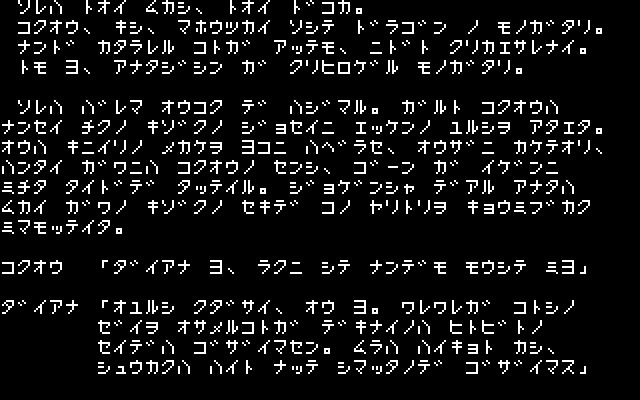 ソレハ トオイ ムカシ、 トオイ ドコカ。
コクオウ、 キシ、 マホウツカイ ソシテ ドラゴン ノ モノガタリ。
ナンド カタラレル コトガ アッテモ、 ニドト クリカエサレナイ。
トモ ヨ、 アナタジシン ガ クリヒロゲル モノガタリ。
ソレハ バレマ オウコク デ ハジマル。 ガルト コクオウハ
ナンセイ チクノ キゾクノ ジョセイニ エッケンノ ユルシヲ アタエタ。
オウハ キニイリノ メカケヲ ヨコニ ハベラセ、 オウザニ カケテオリ、
ハンタイ ガワニハ コクオウノ センシ、 ゴーン ガ イゲンニ
ミチタ タイドデ タッテイル。 ジョゲンシャ デアル アナタハ
ムカイ ガワノ キゾクノ セキデ コノ ヤリトリヲ キョウミブカク
ミマモッテイタ。
コクオウ 「ダイアナ ヨ、 ラクニ シテ ナンデモ モウシテ ミヨ」
ダイアナ 「オユルシ クダサイ、 オウ ヨ。 ワレワレガ コトシノ
ゼイヲ オサメルコトガ デキナイノハ ヒトビトノ
セイデハ ゴザイマセン。 ムラハ ハイキョト カシ、
シュウカクハ ハイト ナッテ シマッタノデ ゴザイマス」